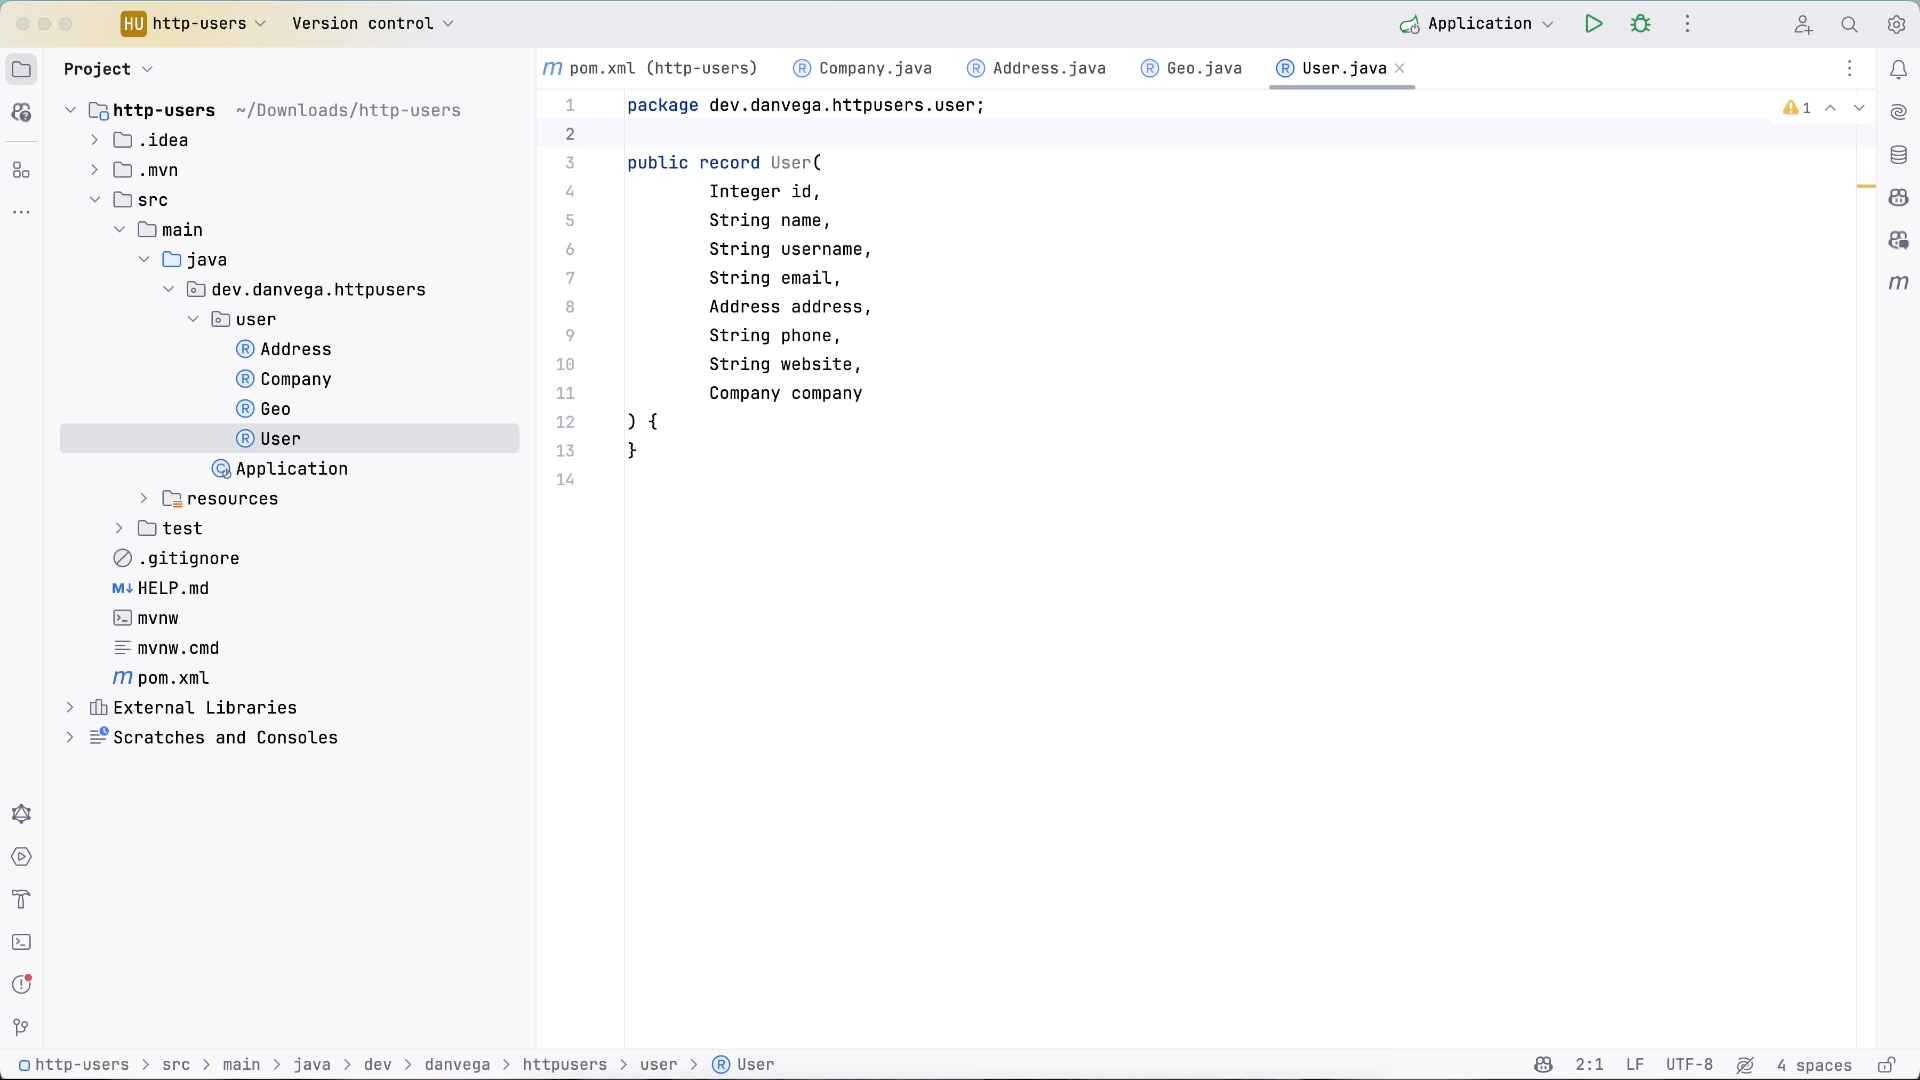 HU http-users Version control Application
Project
pom.xml (http-users) Company.java Address.java Geo.java User.java
http-users ~/Downloads/http-users
.idea
.mvn
src
main
java
dev.danvega.httpusers
user
Address
Company
Geo
User
Application
resources
test
.gitignore
M↓ HELP.md
mvnw
mvnw.cmd
m pom.xml
External Libraries
Scratches and Consoles
1 package dev.danvega.httpusers.user;
2
3 public record User(
4 Integer id,
5 String name,
6 String username,
7 String email,
8 Address address,
9 String phone,
10 String website,
11 Company company
12 ) {
13 }
14
1
http-users > src > main > java > dev > danvega > httpusers > user > User
2:1 LF UTF-8 4 spaces